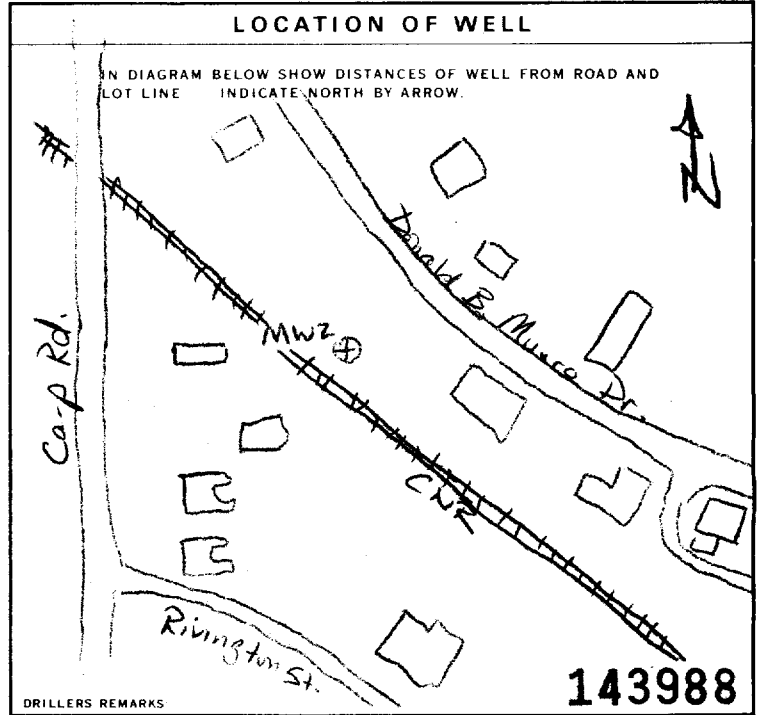 LOCATION OF WELL
IN DIAGRAM BELOW SHOW DISTANCES OF WELL FROM ROAD AND
LOT LINE INDICATE NORTH BY ARROW.
N
Donald B. Munro Dr.
MW2
Carp Rd.
CNR
Rivington St.
143988
DRILLERS REMARKS